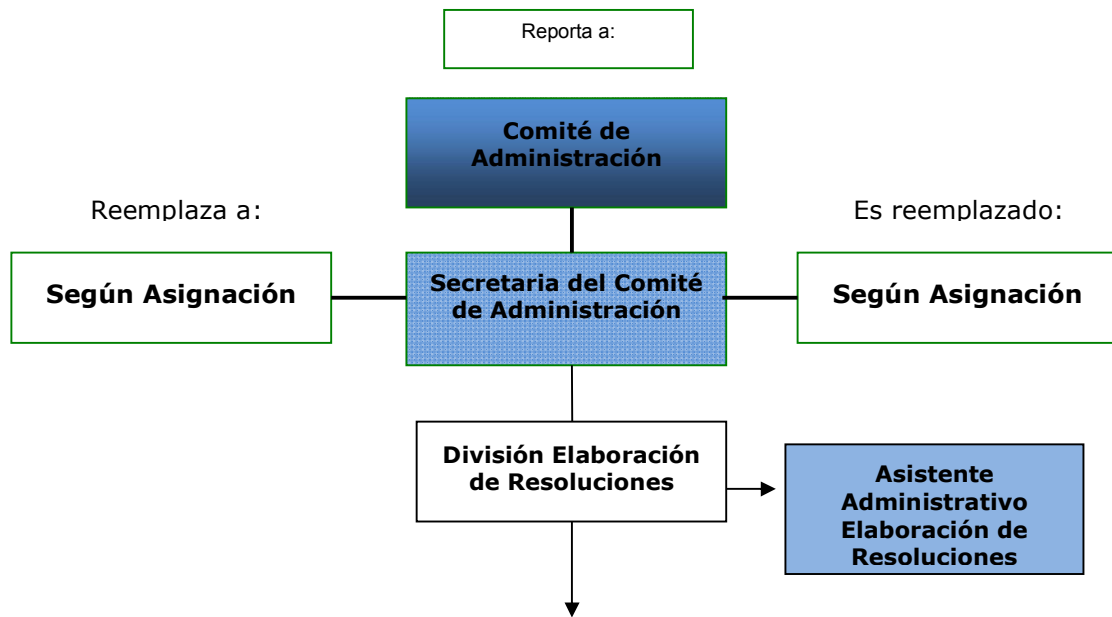 Reporta a:
Comité de
Administración
Reemplaza a:
Es reemplazado:
Según Asignación
Secretaria del Comité
de Administración
Según Asignación
División Elaboración
de Resoluciones
Asistente
Administrativo
Elaboración de
Resoluciones